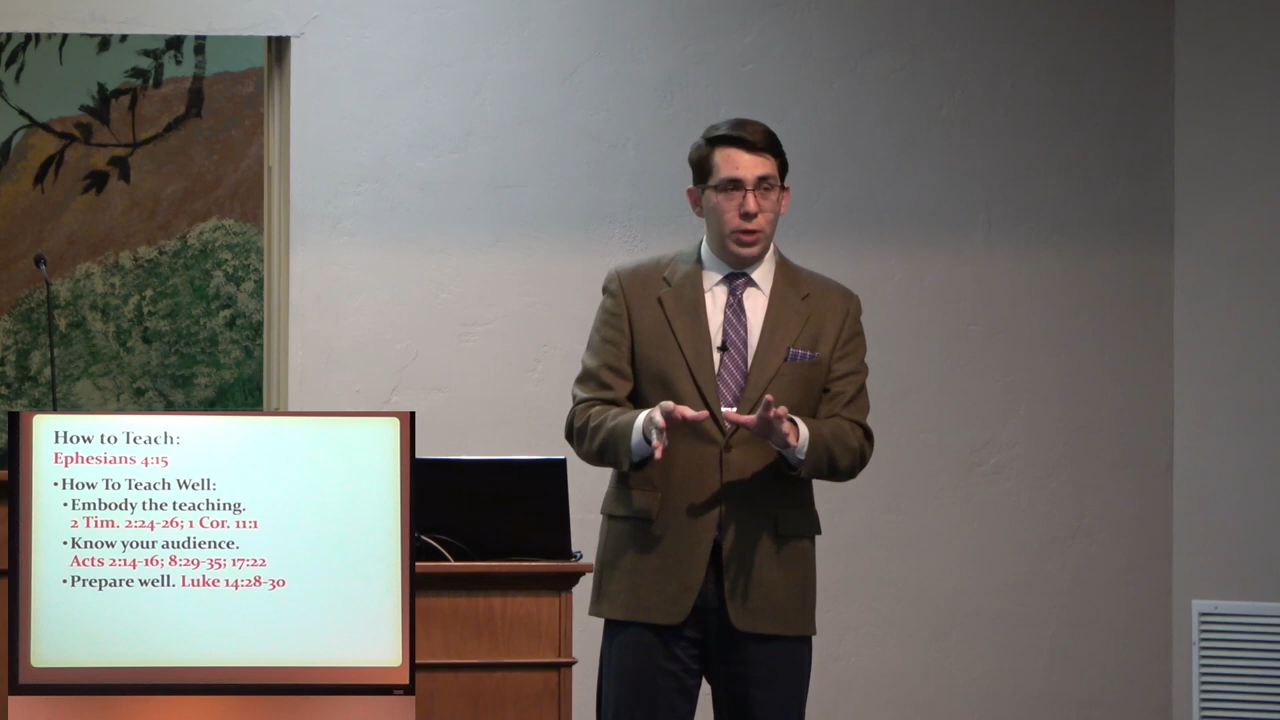 How to Teach:
Ephesians 4:15
•How To Teach Well:
•Embody the teaching.
2 Tim. 2:24-26; 1 Cor. 11:1
•Know your audience.
Acts 2:14-16; 8:29-35; 17:22
•Prepare well. Luke 14:28-30